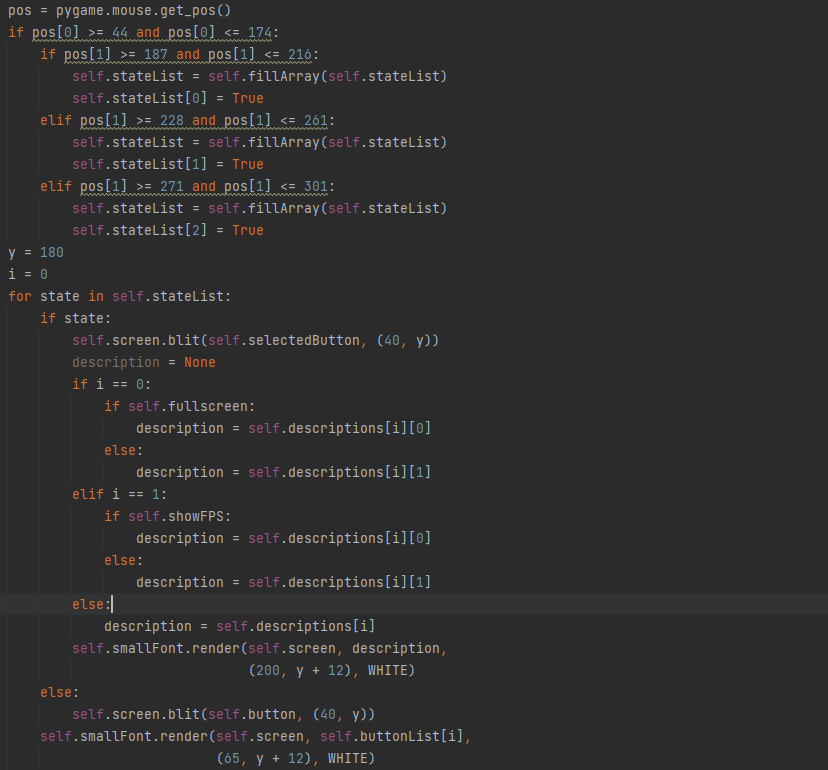 pos = pygame.mouse.get_pos()
if pos[0] >= 44 and pos[0] <= 174:
    if pos[1] >= 187 and pos[1] <= 216:
        self.stateList = self.fillArray(self.stateList)
        self.stateList[0] = True
    elif pos[1] >= 228 and pos[1] <= 261:
        self.stateList = self.fillArray(self.stateList)
        self.stateList[1] = True
    elif pos[1] >= 271 and pos[1] <= 301:
        self.stateList = self.fillArray(self.stateList)
        self.stateList[2] = True
y = 180
i = 0
for state in self.stateList:
    if state:
        self.screen.blit(self.selectedButton, (40, y))
        description = None
        if i == 0:
            if self.fullscreen:
                description = self.descriptions[i][0]
            else:
                description = self.descriptions[i][1]
        elif i == 1:
            if self.showFPS:
                description = self.descriptions[i][0]
            else:
                description = self.descriptions[i][1]
        else:
            description = self.descriptions[i]
        self.smallFont.render(self.screen, description,
                              (200, y + 12), WHITE)
    else:
        self.screen.blit(self.button, (40, y))
    self.smallFont.render(self.screen, self.buttonList[i],
                          (65, y + 12), WHITE)